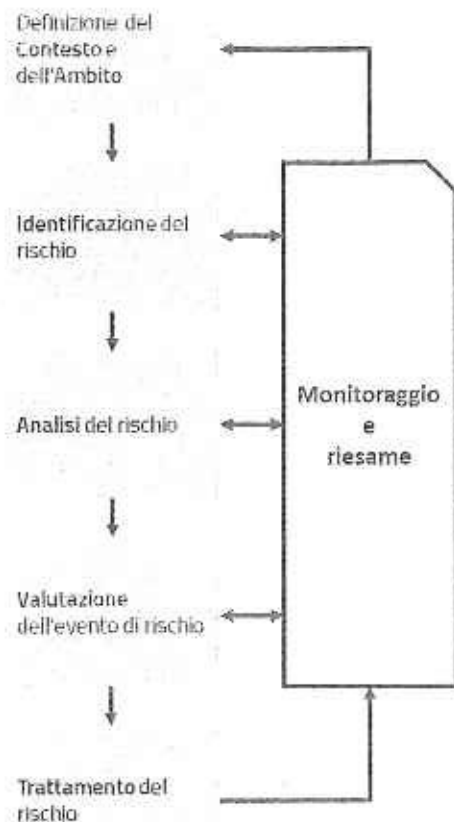 Definizione del
Contesto e
dell'Ambito
Identificazione del
rischio
Analisi del rischio
Valutazione
dell'evento di rischio
Trattamento del
rischio
Monitoraggio
e
riesame